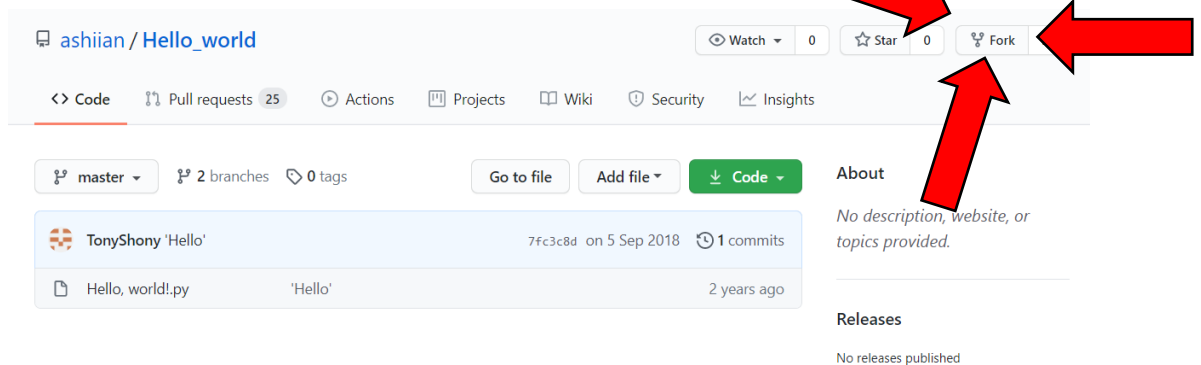 ashiian / Hello_world
Watch 0 Star 0 Fork
Code Pull requests 25 Actions Projects Wiki Security Insights
master 2 branches 0 tags Go to file Add file Code
About
No description, website, or
topics provided.
TonyShony 'Hello' 7fc3c8d on 5 Sep 2018 1 commits
Hello, world!.py 'Hello' 2 years ago
Releases
No releases published